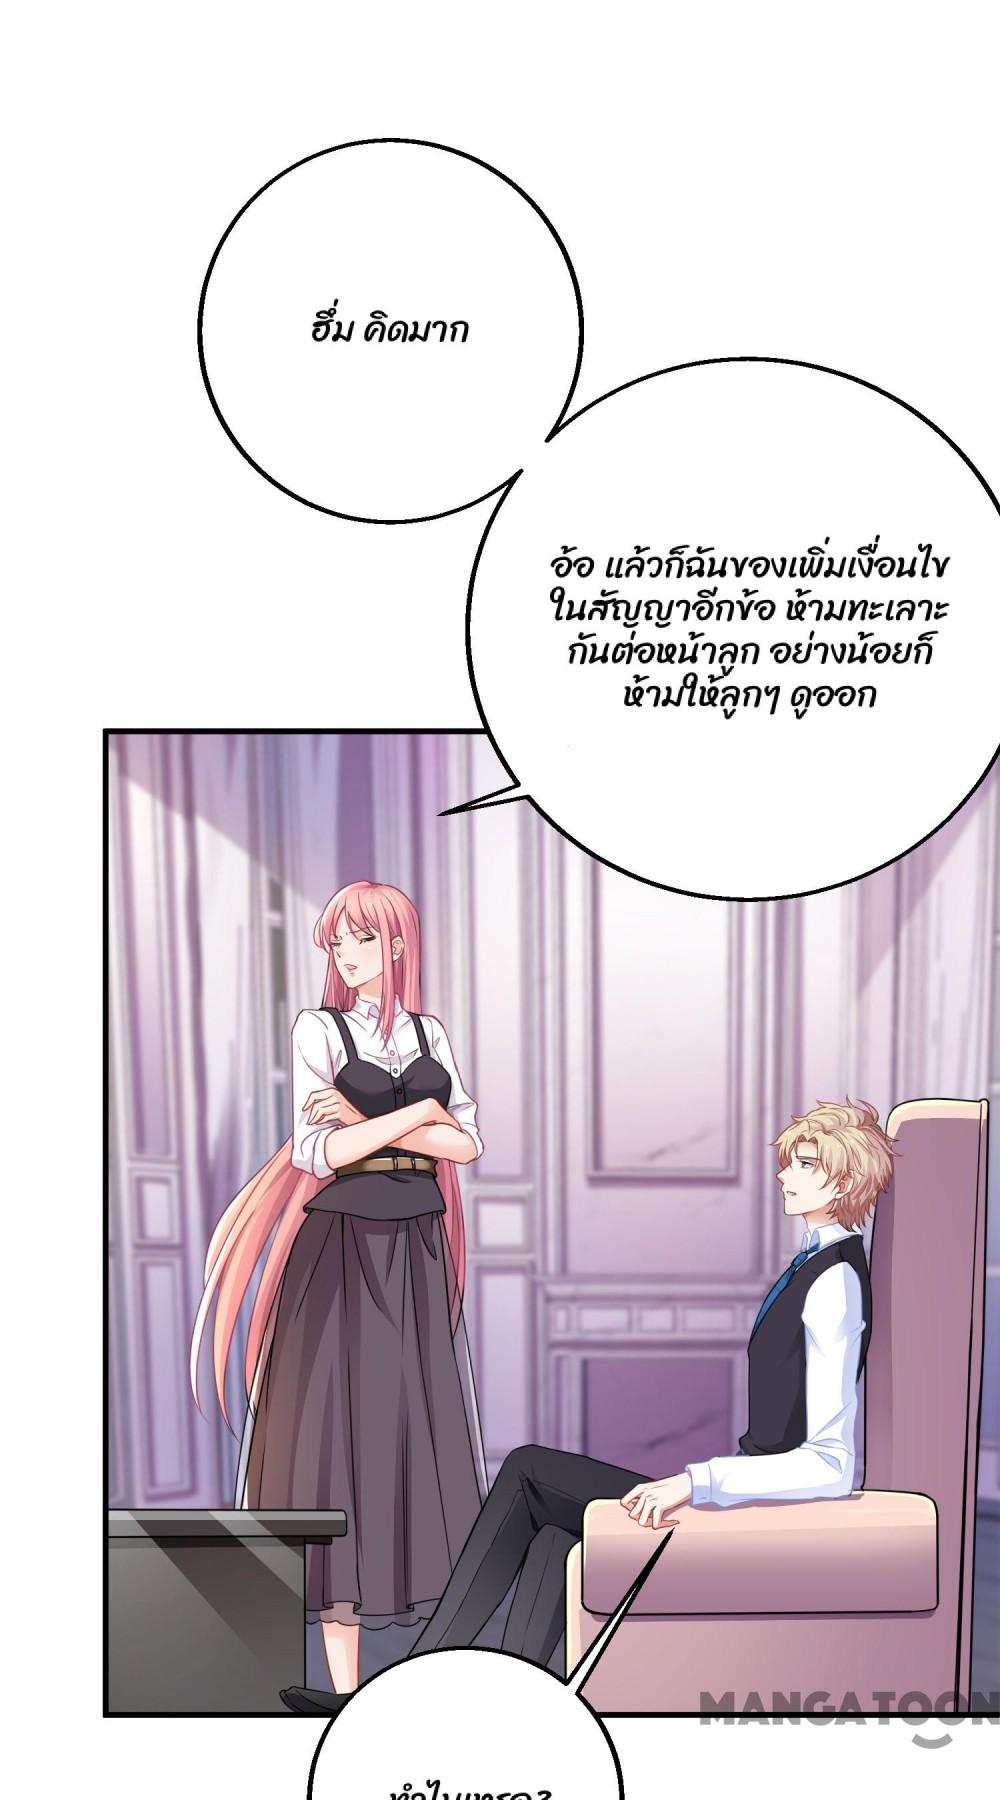 ฮึ่ม คิดมาก
อ้อ แล้วก็ฉันของเพิ่มเงื่อนไข
ในสัญญาอีกข้อ ห้ามทะเลาะ
กันต่อหน้าลูก อย่างน้อยก็
ห้ามให้ลูกๆ ดูออก
MANGATOON